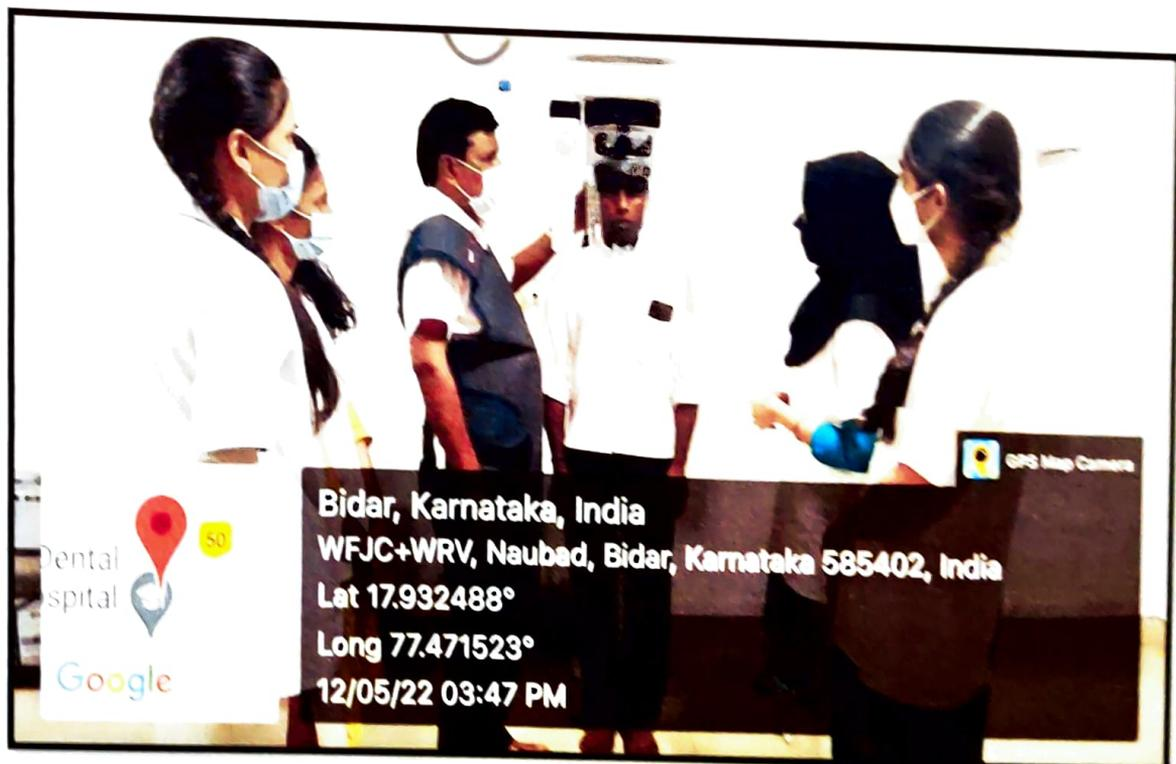 GPS Map Camera
Bidar, Karnataka, India
WFJC+WRV, Naubad, Bidar, Karnataka 585402, India
Lat 17.932488°
Long 77.471523°
12/05/22 03:47 PM
50
Dental
spital
Google